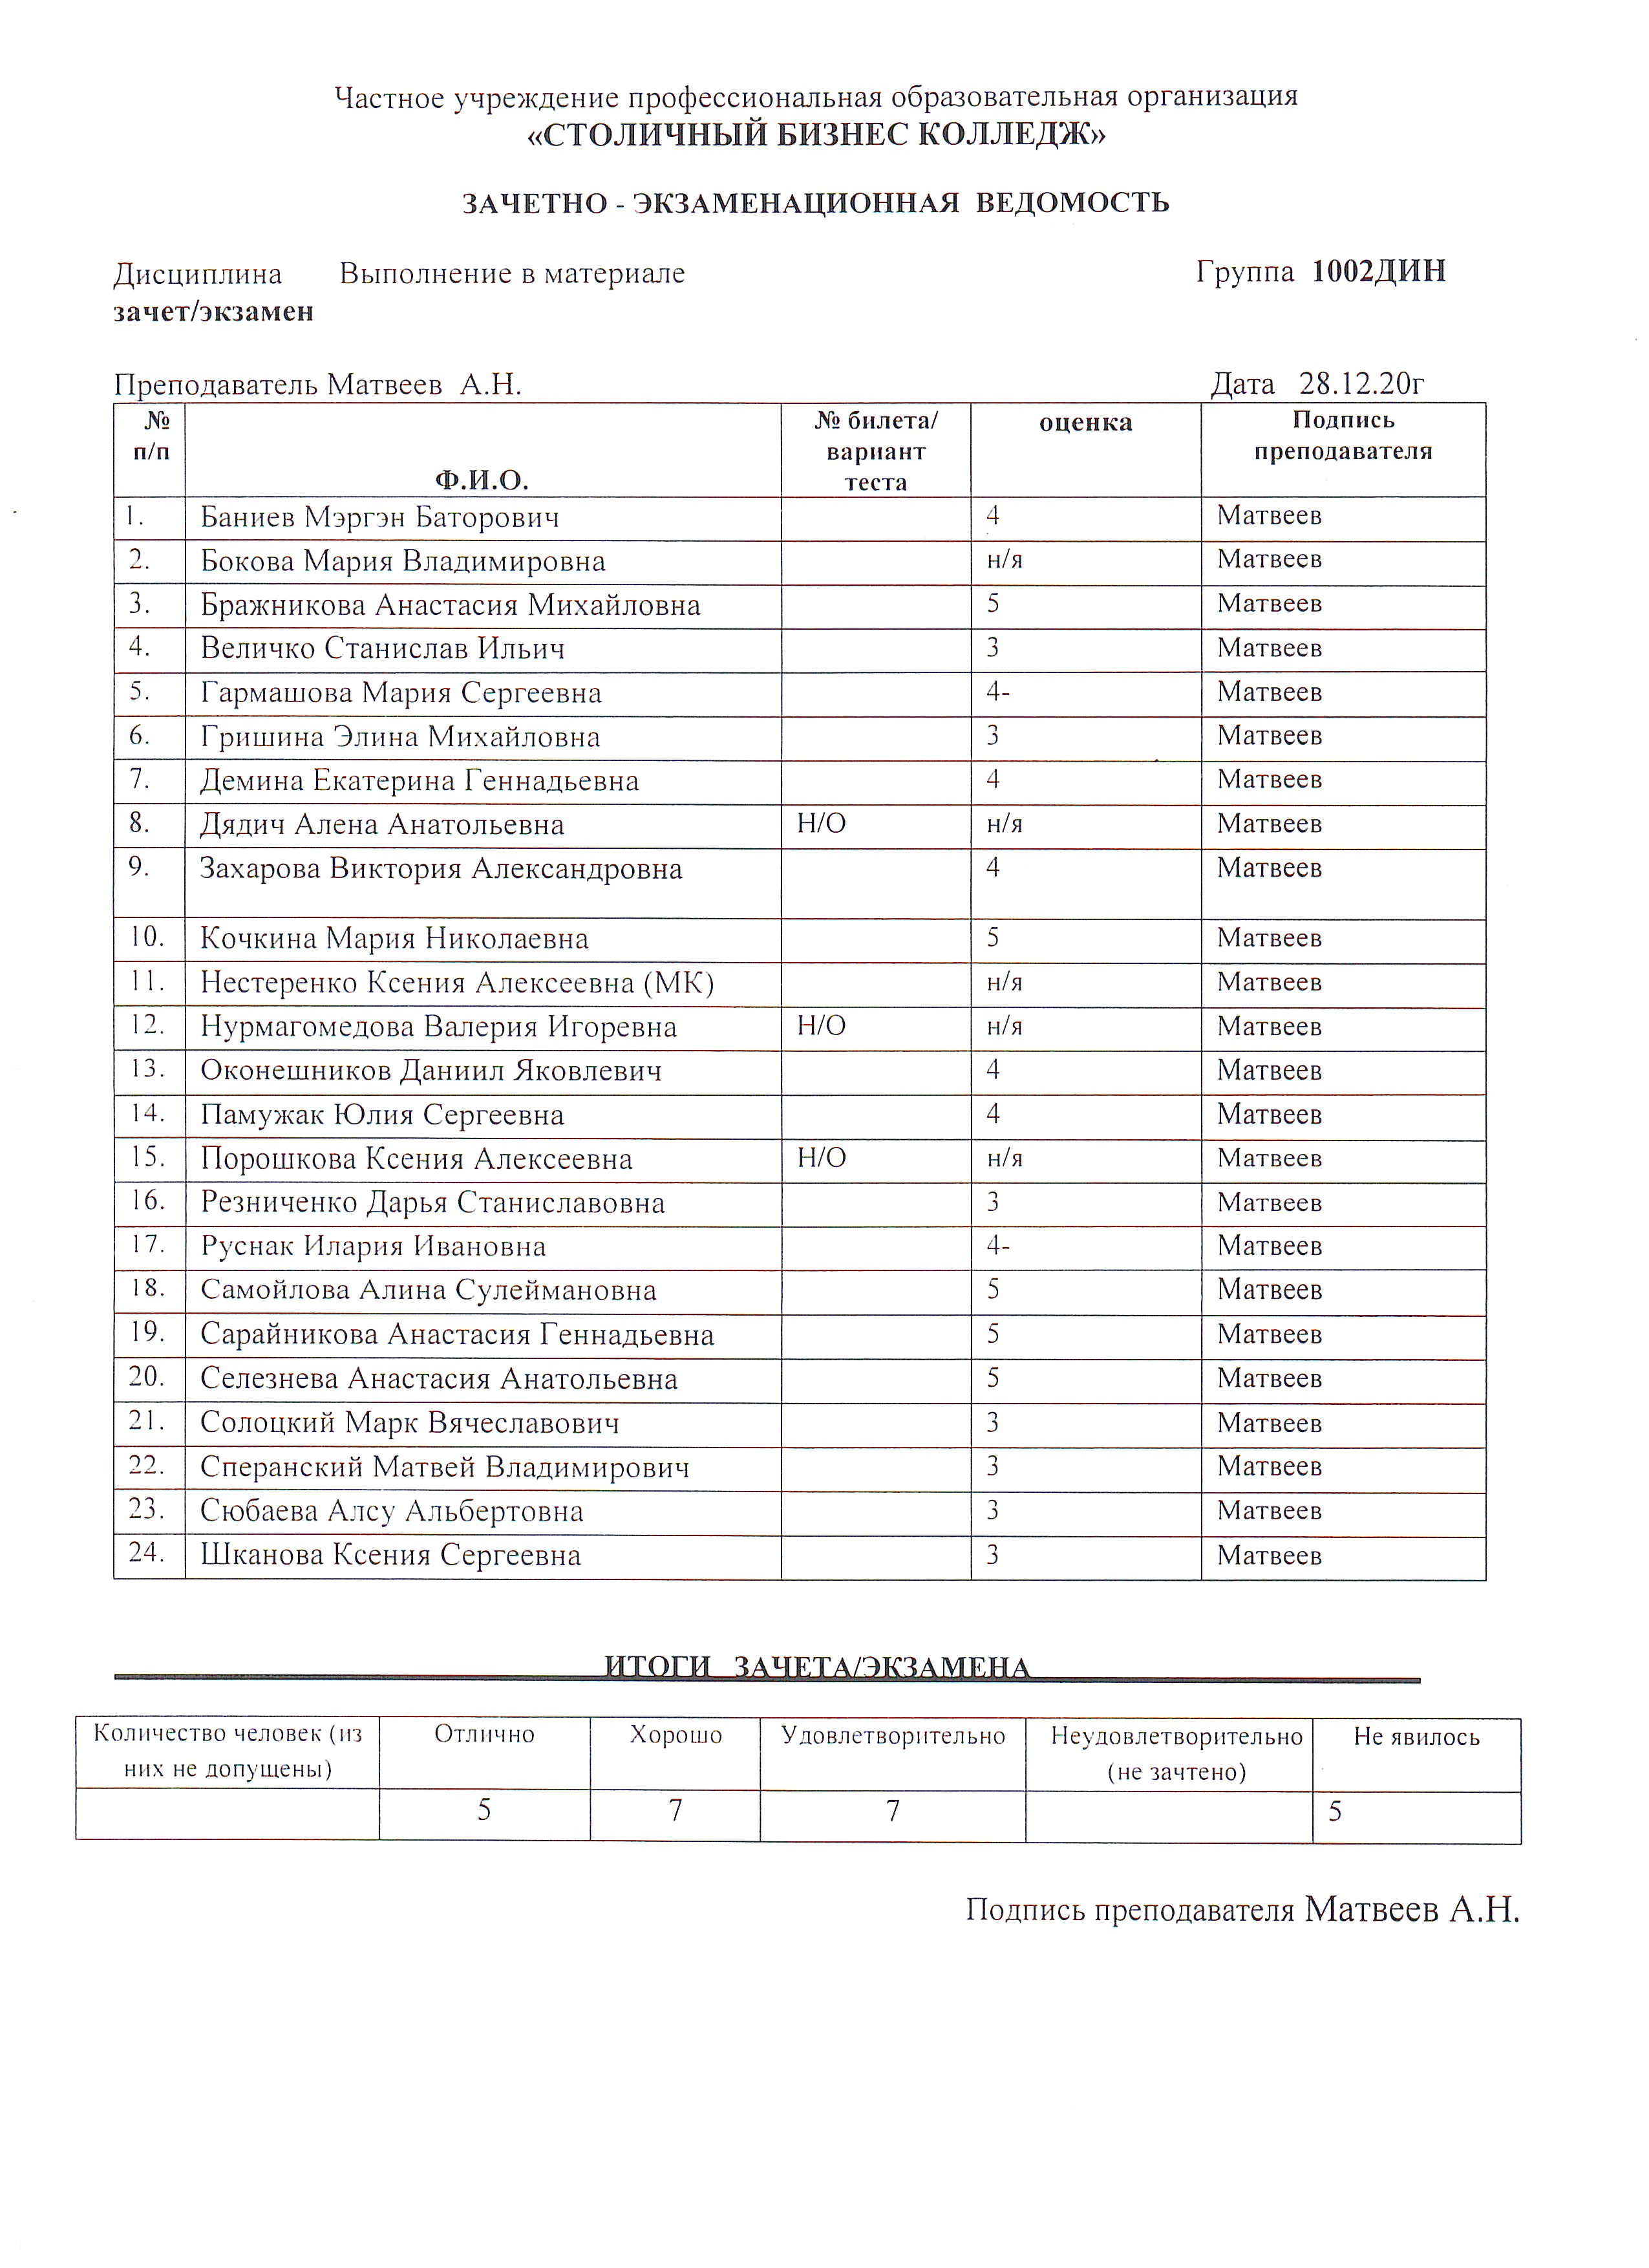 Частное учреждение профессиональная образовательная организация
«СТОЛИЧНЫЙ БИЗНЕС КОЛЛЕДЖ»
ЗАЧЕТНО - ЭКЗАМЕНАЦИОННАЯ ВЕДОМОСТЬ
Дисциплина Выполнение в материале Группа 1002ДИН
зачет/экзамен
Преподаватель Матвеев А.Н. Дата 28.12.20г
№ п/п Ф.И.О. № билета/ вариант теста оценка Подпись преподавателя
1. Баниев Мэргэн Баторович 4 Матвеев
2. Бокова Мария Владимировна н/я Матвеев
3. Бражникова Анастасия Михайловна 5 Матвеев
4. Величко Станислав Ильич 3 Матвеев
5. Гармашова Мария Сергеевна 4- Матвеев
6. Гришина Элина Михайловна 3 Матвеев
7. Демина Екатерина Геннадьевна 4 Матвеев
8. Дядич Алена Анатольевна Н/О н/я Матвеев
9. Захарова Виктория Александровна 4 Матвеев
10. Кочкина Мария Николаевна 5 Матвеев
11. Нестеренко Ксения Алексеевна (МК) н/я Матвеев
12. Нурмагомедова Валерия Игоревна Н/О н/я Матвеев
13. Оконешников Даниил Яковлевич 4 Матвеев
14. Памужак Юлия Сергеевна 4 Матвеев
15. Порошкова Ксения Алексеевна Н/О н/я Матвеев
16. Резниченко Дарья Станиславовна 3 Матвеев
17. Руснак Илария Ивановна 4- Матвеев
18. Самойлова Алина Сулеймановна 5 Матвеев
19. Сарайникова Анастасия Геннадьевна 5 Матвеев
20. Селезнева Анастасия Анатольевна 5 Матвеев
21. Солоцкий Марк Вячеславович 3 Матвеев
22. Сперанский Матвей Владимирович 3 Матвеев
23. Сюбаева Алсу Альбертовна 3 Матвеев
24. Шканова Ксения Сергеевна 3 Матвеев
ИТОГИ ЗАЧЕТА/ЭКЗАМЕНА
Количество человек (из них не допущены) Отлично Хорошо Удовлетворительно Неудовлетворительно (не зачтено) Не явилось
5 7 7 5
Подпись преподавателя Матвеев А.Н.